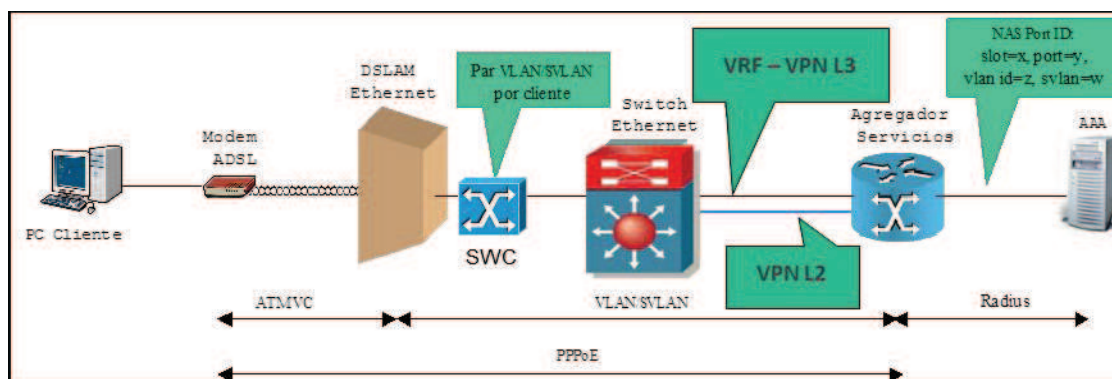 DSLAM
Ethernet
Par VLAN/SVLAN
por cliente
VRF – VPN L3
NAS Port ID:
slot=x, port=y,
vlan id=z, svlan=w
Modem
ADSL
Switch
Ethernet
Agregador
Servicios
AAA
PC Cliente
SWC
VPN L2
ATMVC
VLAN/SVLAN
Radius
PPPoE